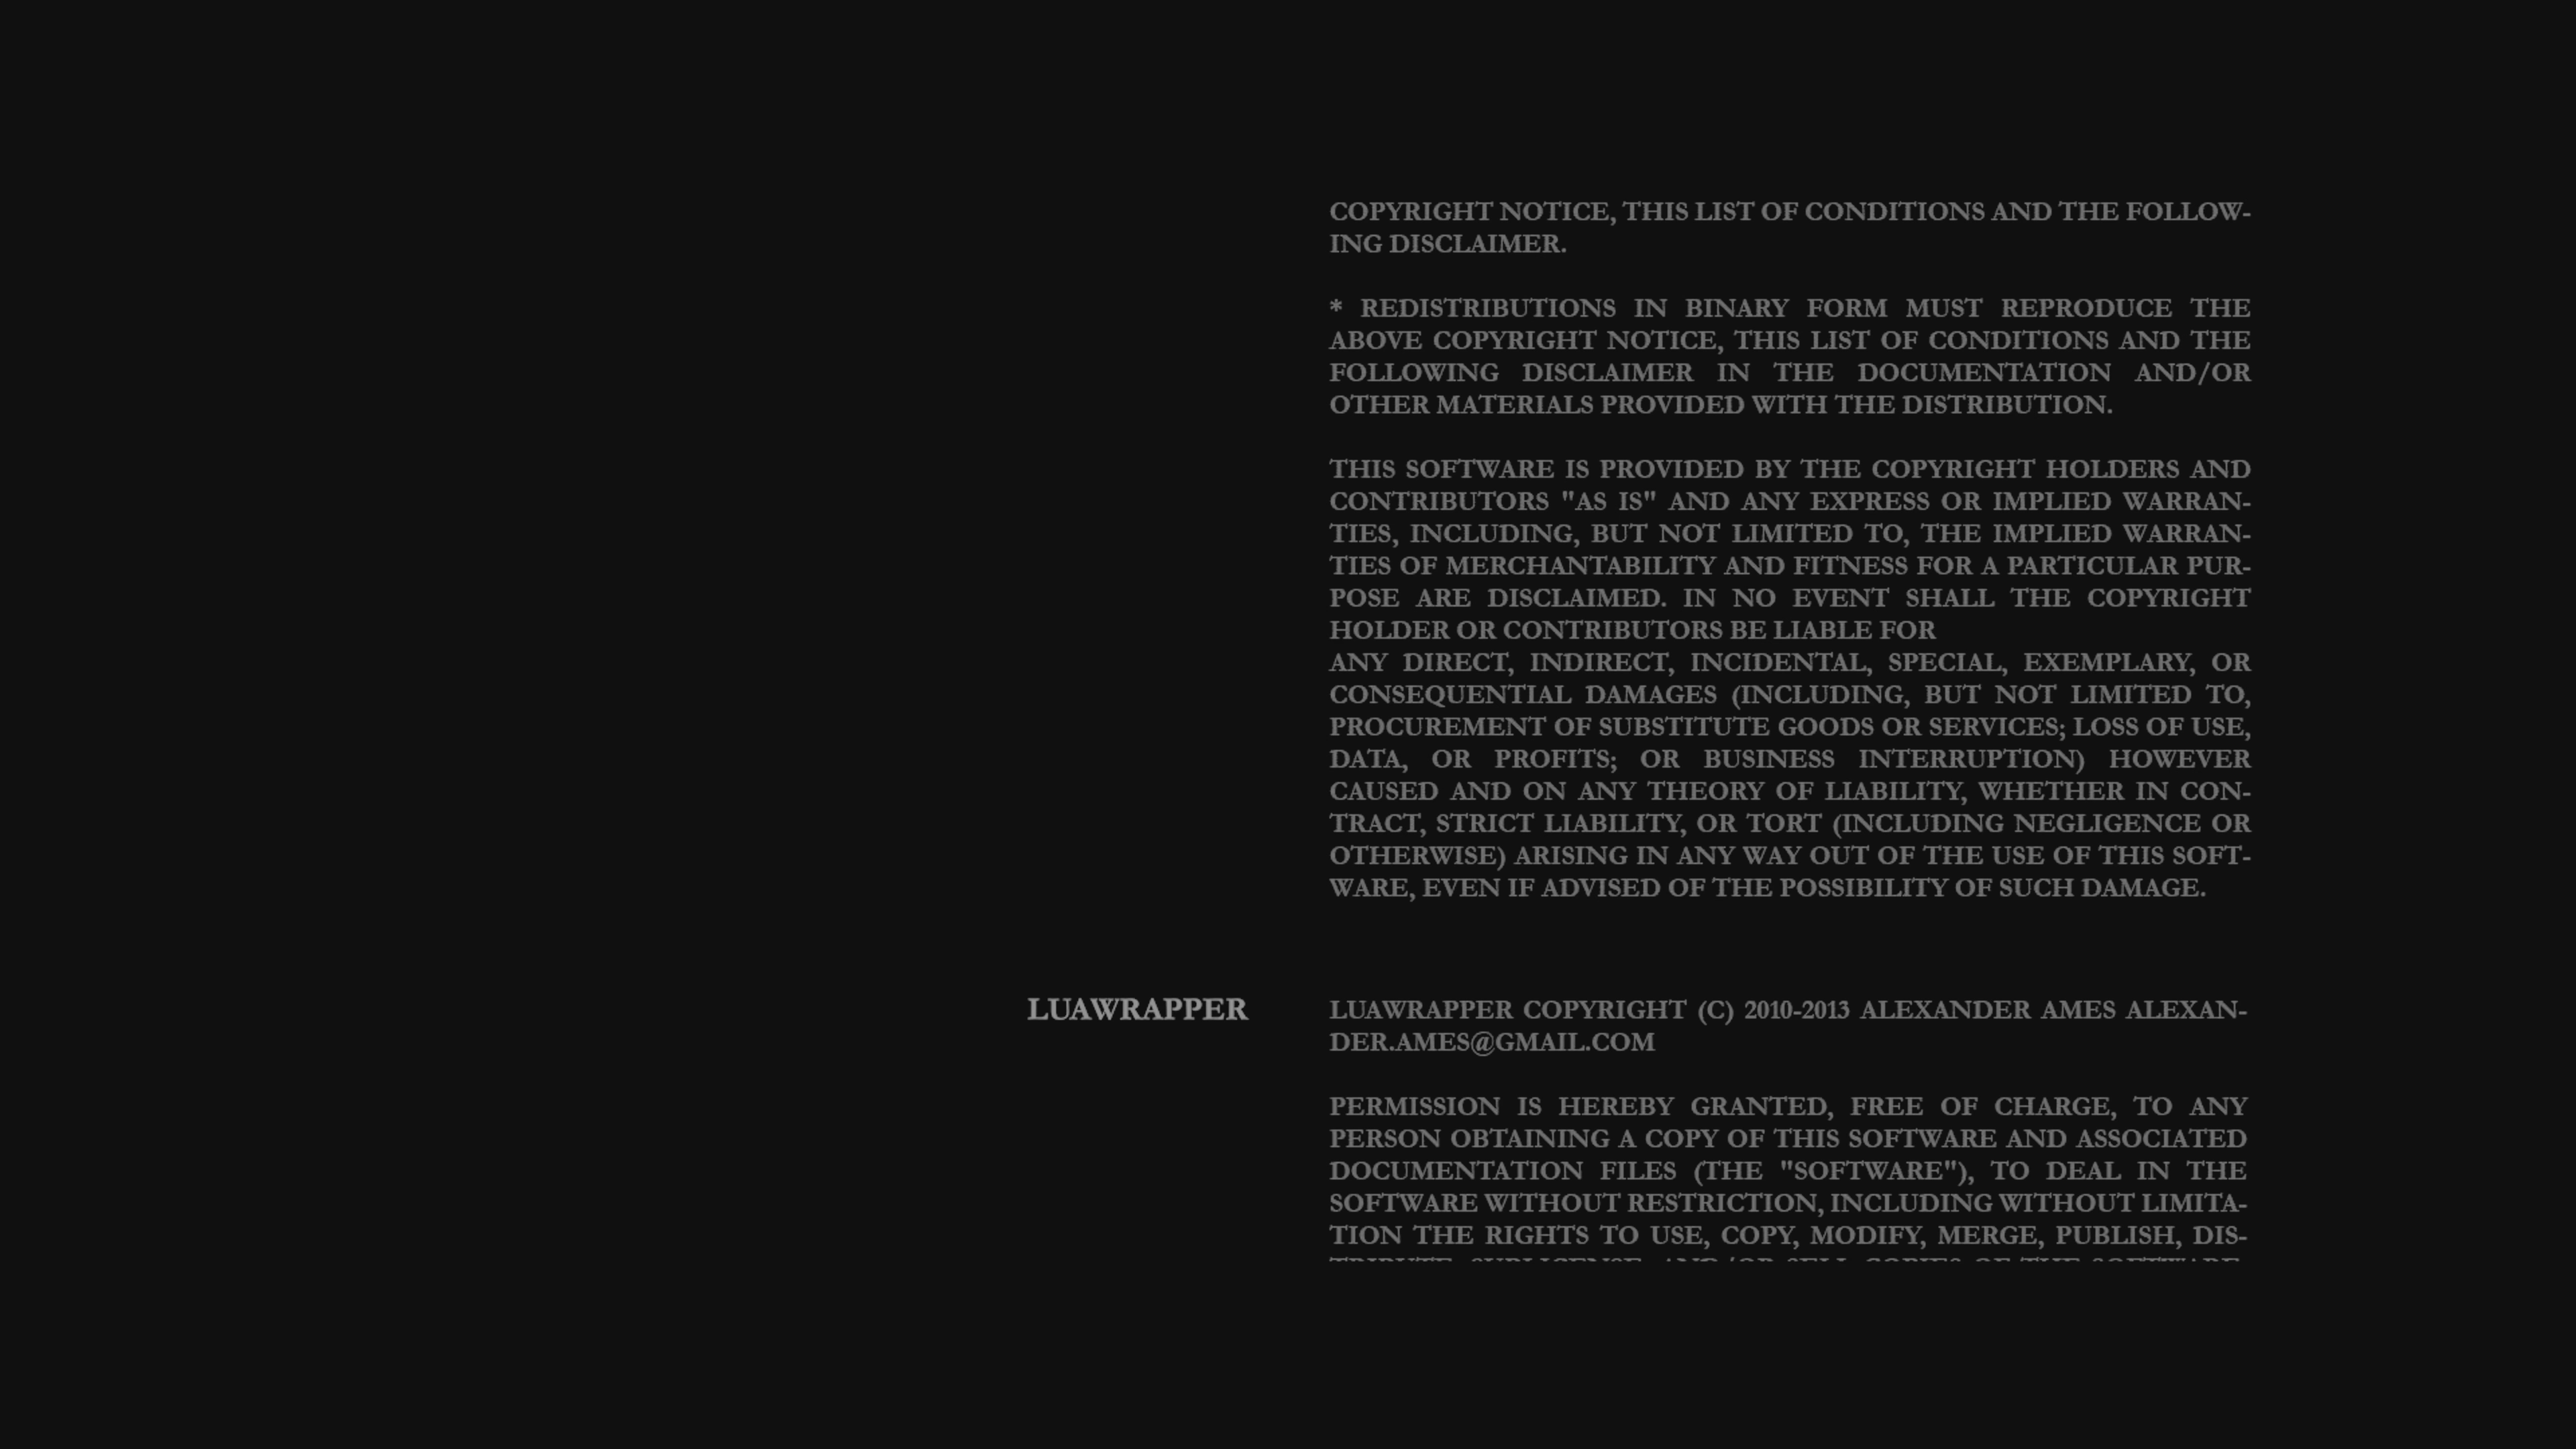 COPYRIGHT NOTICE, THIS LIST OF CONDITIONS AND THE FOLLOW-
ING DISCLAIMER.
* REDISTRIBUTIONS IN BINARY FORM MUST REPRODUCE THE
ABOVE COPYRIGHT NOTICE, THIS LIST OF CONDITIONS AND THE
FOLLOWING DISCLAIMER IN THE DOCUMENTATION AND/OR
OTHER MATERIALS PROVIDED WITH THE DISTRIBUTION.
THIS SOFTWARE IS PROVIDED BY THE COPYRIGHT HOLDERS AND
CONTRIBUTORS "AS IS" AND ANY EXPRESS OR IMPLIED WARRAN-
TIES, INCLUDING, BUT NOT LIMITED TO, THE IMPLIED WARRAN-
TIES OF MERCHANTABILITY AND FITNESS FOR A PARTICULAR PUR-
POSE ARE DISCLAIMED. IN NO EVENT SHALL THE COPYRIGHT
HOLDER OR CONTRIBUTORS BE LIABLE FOR
ANY DIRECT, INDIRECT, INCIDENTAL, SPECIAL, EXEMPLARY, OR
CONSEQUENTIAL DAMAGES (INCLUDING, BUT NOT LIMITED TO,
PROCUREMENT OF SUBSTITUTE GOODS OR SERVICES; LOSS OF USE,
DATA, OR PROFITS; OR BUSINESS INTERRUPTION) HOWEVER
CAUSED AND ON ANY THEORY OF LIABILITY, WHETHER IN CON-
TRACT, STRICT LIABILITY, OR TORT (INCLUDING NEGLIGENCE OR
OTHERWISE) ARISING IN ANY WAY OUT OF THE USE OF THIS SOFT-
WARE, EVEN IF ADVISED OF THE POSSIBILITY OF SUCH DAMAGE.
LUAWRAPPER
LUAWRAPPER COPYRIGHT (C) 2010-2013 ALEXANDER AMES ALEXAN-
DER.AMES@GMAIL.COM
PERMISSION IS HEREBY GRANTED, FREE OF CHARGE, TO ANY
PERSON OBTAINING A COPY OF THIS SOFTWARE AND ASSOCIATED
DOCUMENTATION FILES (THE "SOFTWARE"), TO DEAL IN THE
SOFTWARE WITHOUT RESTRICTION, INCLUDING WITHOUT LIMITA-
TION THE RIGHTS TO USE, COPY, MODIFY, MERGE, PUBLISH, DIS-